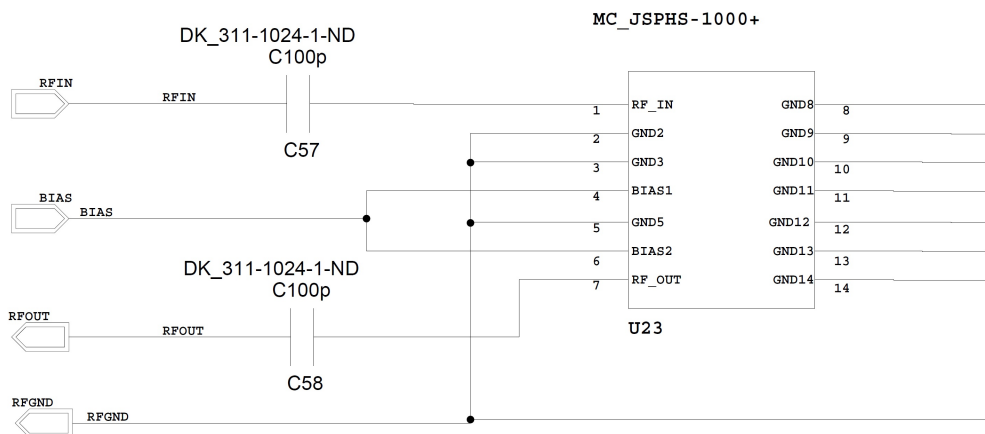 MC_JSPHS-1000+
DK_311-1024-1-ND
C100p
RFIN
RFIN
C57
BIAS
BIAS
DK_311-1024-1-ND
C100p
RFOUT
RFOUT
C58
RFGND
RFGND
1 RF_IN GND8 8
2 GND2 GND9 9
3 GND3 GND10 10
4 BIAS1 GND11 11
5 GND5 GND12 12
6 BIAS2 GND13 13
7 RF_OUT GND14 14
U23